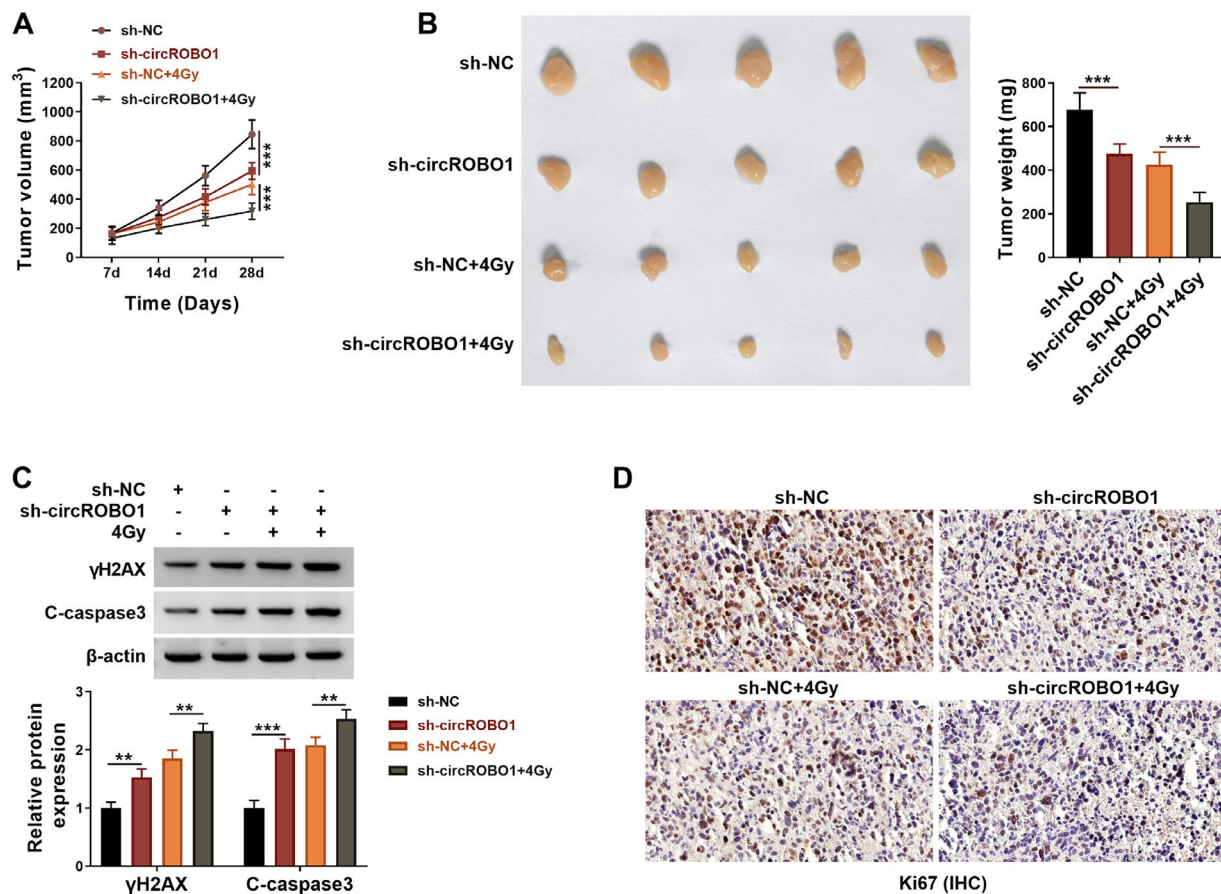 A
sh-NC
sh-circROBO1
sh-NC+4Gy
sh-circROBO1+4Gy
Tumor volume (mm³)
1200
1000
800
600
400
200
0
7d 14d 21d 28d
Time (Days)
***
***
B
sh-NC
sh-circROBO1
sh-NC+4Gy
sh-circROBO1+4Gy
Tumor weight (mg)
800
600
400
200
0
***
***
sh-NC
sh-circROBO1
sh-NC+4Gy
sh-circROBO1+4Gy
C
sh-NC + - - -
sh-circROBO1 - + + +
4Gy - - + +
γH2AX
C-caspase3
β-actin
Relative protein
expression
3
2
1
0
**
**
***
**
γH2AX C-caspase3
sh-NC
sh-circROBO1
sh-NC+4Gy
sh-circROBO1+4Gy
D
sh-NC sh-circROBO1
sh-NC+4Gy sh-circROBO1+4Gy
Ki67 (IHC)